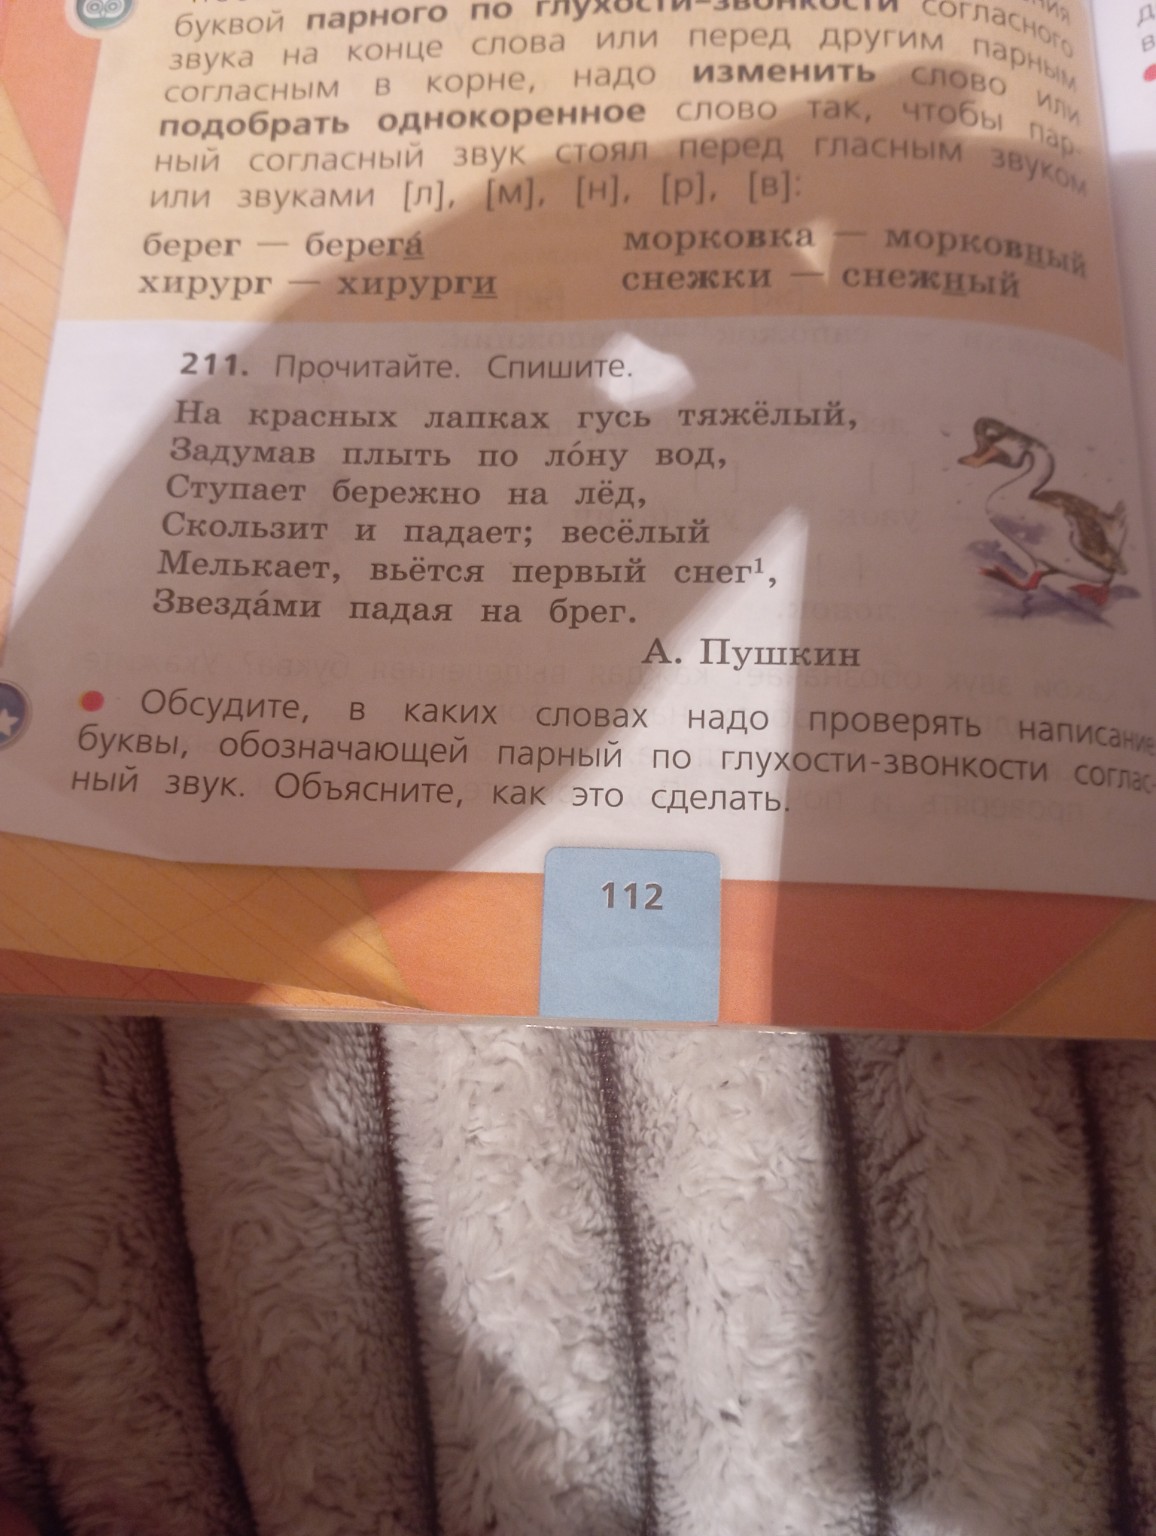 буквой парного по глухости-звонкости согласного
звука на конце слова или перед другим парным
согласным в корне, надо изменить слово или
подобрать однокоренное слово так, чтобы пар-
ный согласный звук стоял перед гласным звуком
или звуками [л], [м], [н], [р], [в]:
берег — берега́ морковка — морковный
хирург — хирурги снежки — снежный
211. Прочитайте. Спишите.
На красных лапках гусь тяжёлый,
Задумав плыть по ло́ну вод,
Ступает бережно на лёд,
Скользит и падает; весёлый
Мелькает, вьётся первый снег¹,
Звезда́ми падая на брег.
А. Пушкин
Обсудите, в каких словах надо проверять написание
буквы, обозначающей парный по глухости-звонкости соглас-
ный звук. Объясните, как это сделать.
112